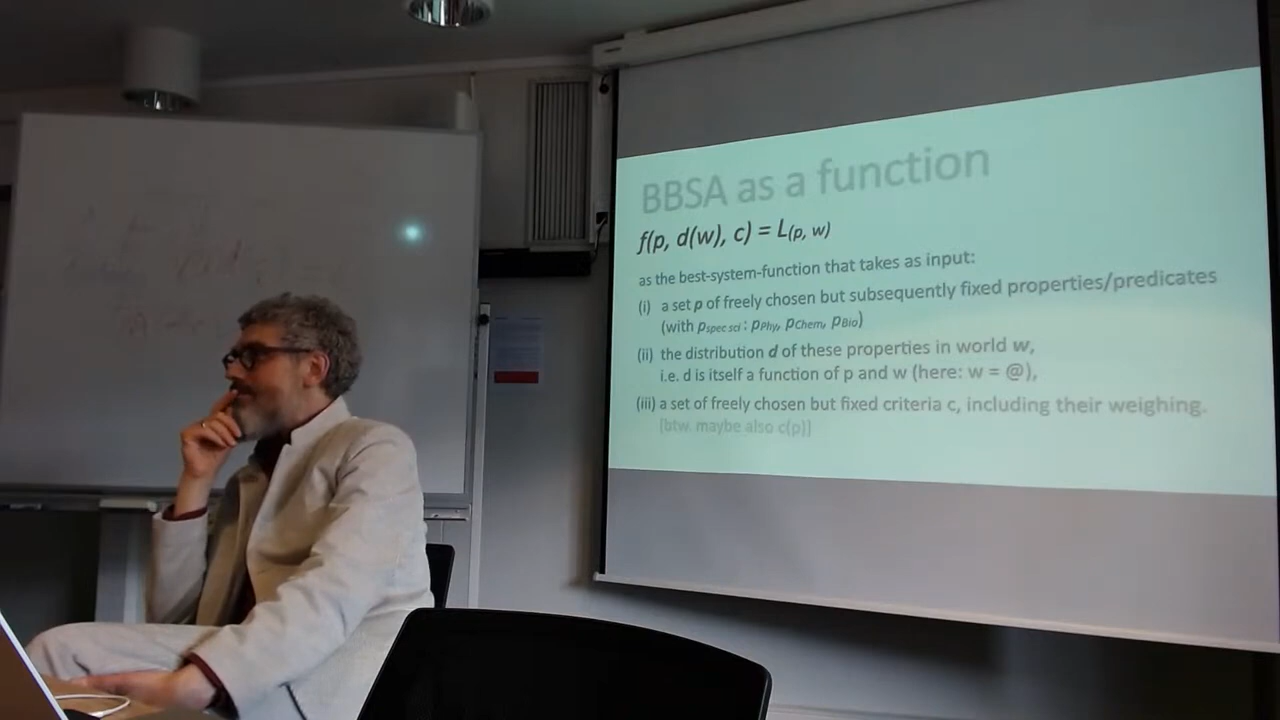 BBSA as a function
f(p, d(w), c) = L(p, w)
as the best-system-function that takes as input:
(i) a set p of freely chosen but subsequently fixed properties/predicates
(with pspec sci : pPhy, pChem, pBio)
(ii) the distribution d of these properties in world w,
i.e. d is itself a function of p and w (here: w = @),
(iii) a set of freely chosen but fixed criteria c, including their weighing.
(btw. maybe also c(p))